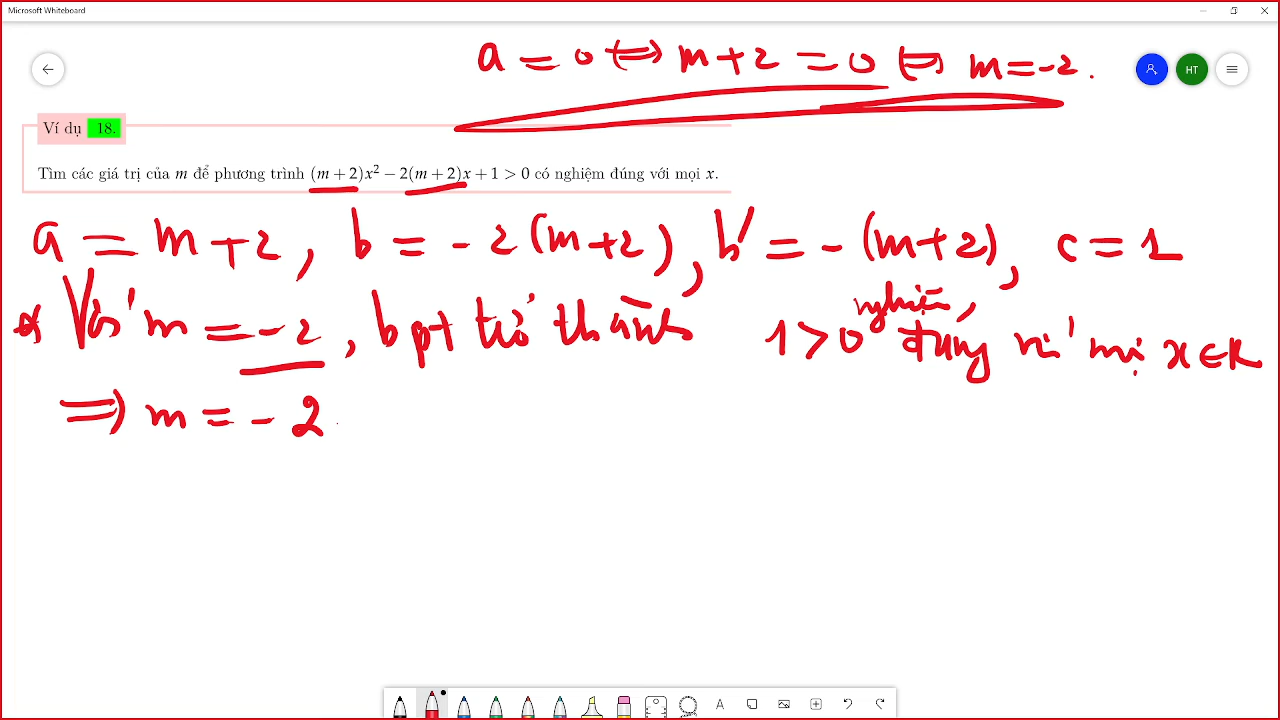 Microsoft Whiteboard
a = 0 ⟺ m + 2 = 0 ⟺ m = -2.
HT
Ví dụ 18.
Tìm các giá trị của m để phương trình (m + 2)x² − 2(m + 2)x + 1 > 0 có nghiệm đúng với mọi x.
a = m + 2, b = - 2 (m+2), b' = - (m+2), c = 1
Với m = -2, bpt trở thành 1 > 0 nghiệm đúng với mọi x ∈ R
⟹ m = - 2
A